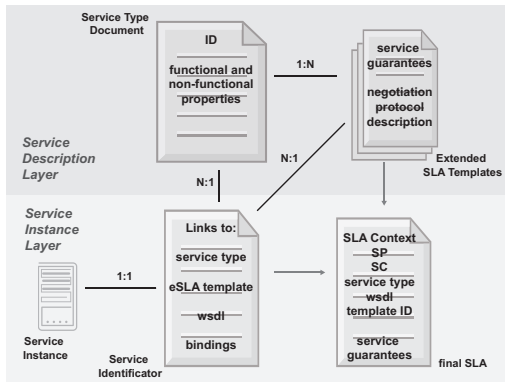 Service Type
Document
ID
functional and
non-functional
properties
1:N
service
guarantees
negotiation
protocol
description
Extended
SLA Templates
Service
Description
Layer
N:1
N:1
Service
Instance
Layer
1:1
Service
Instance
Links to:
service type
eSLA template
wsdl
bindings
Service
Identificator
SLA Context
SP
SC
service type
wsdl
template ID
service
guarantees
final SLA